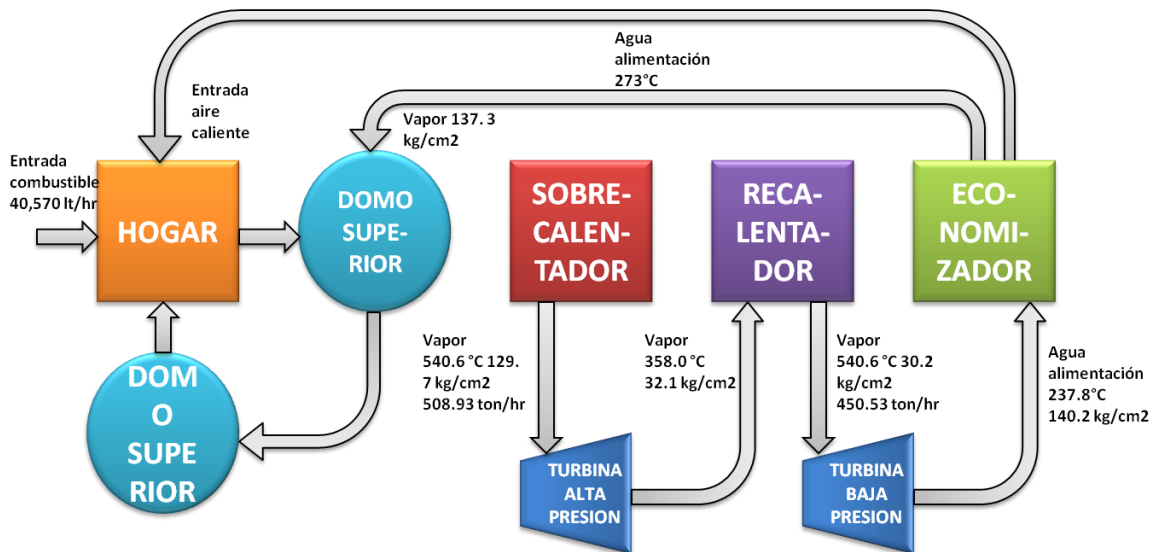 Agua
alimentación
273°C
Entrada
aire
caliente
Vapor 137. 3
kg/cm2
Entrada
combustible
40,570 lt/hr
HOGAR
DOMO
SUPE-
RIOR
SOBRE-
CALEN-
TADOR
RECA-
LENTA-
DOR
ECO-
NOMI-
ZADOR
DOM
O
SUPE
RIOR
Vapor
540.6 °C 129.
7 kg/cm2
508.93 ton/hr
Vapor
358.0 °C
32.1 kg/cm2
Vapor
540.6 °C 30.2
kg/cm2
450.53 ton/hr
Agua
alimentación
237.8°C
140.2 kg/cm2
TURBINA
ALTA
PRESION
TURBINA
BAJA
PRESION